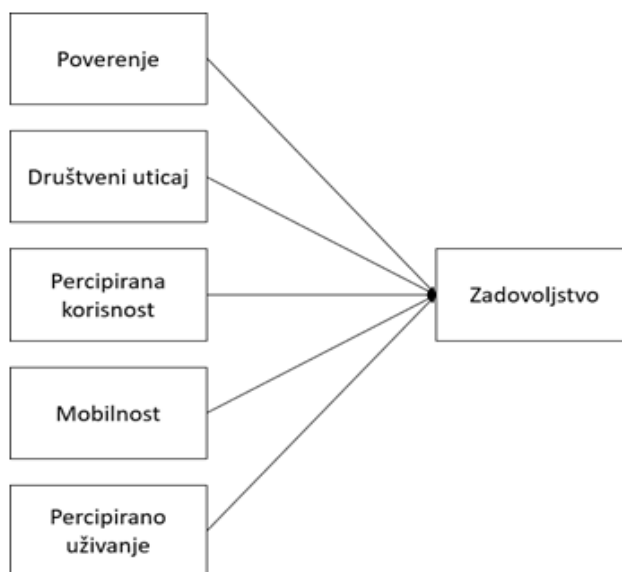 Poverenje
Društveni uticaj
Percipirana
korisnost
Zadovoljstvo
Mobilnost
Percipirano
uživanje